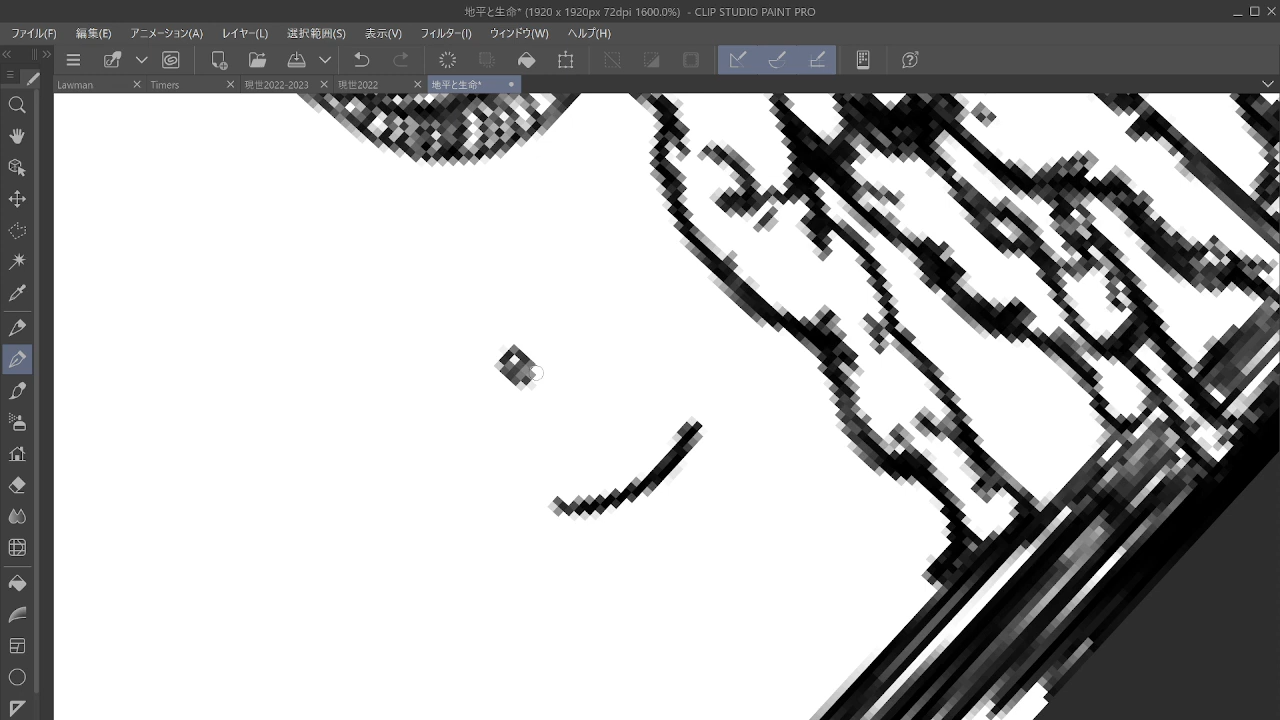 地平と生命* (1920 x 1920px 72dpi 1600.0%) - CLIP STUDIO PAINT PRO
ファイル(F) 編集(E) アニメーション(A) レイヤー(L) 選択範囲(S) 表示(V) フィルター(I) ウィンドウ(W) ヘルプ(H)
Lawman Timers 現世2022-2023 現世2022 地平と生命*